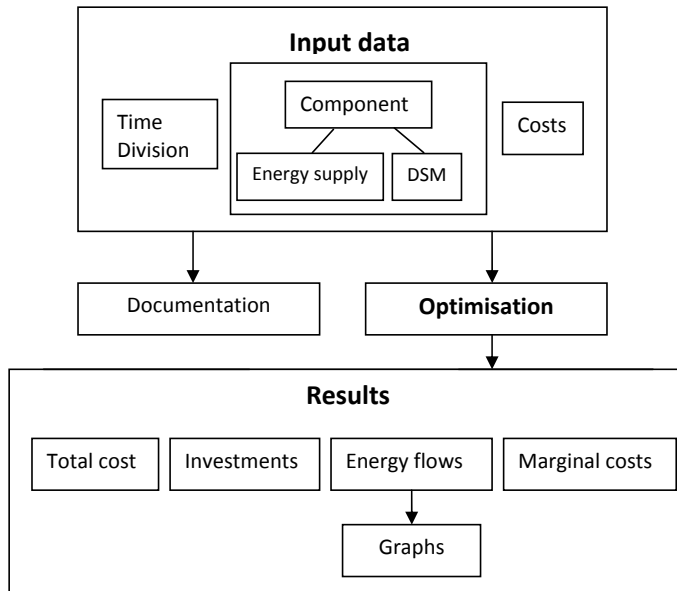 Input data
Time
Division
Component
Energy supply
DSM
Costs
Documentation
Optimisation
Results
Total cost
Investments
Energy flows
Marginal costs
Graphs